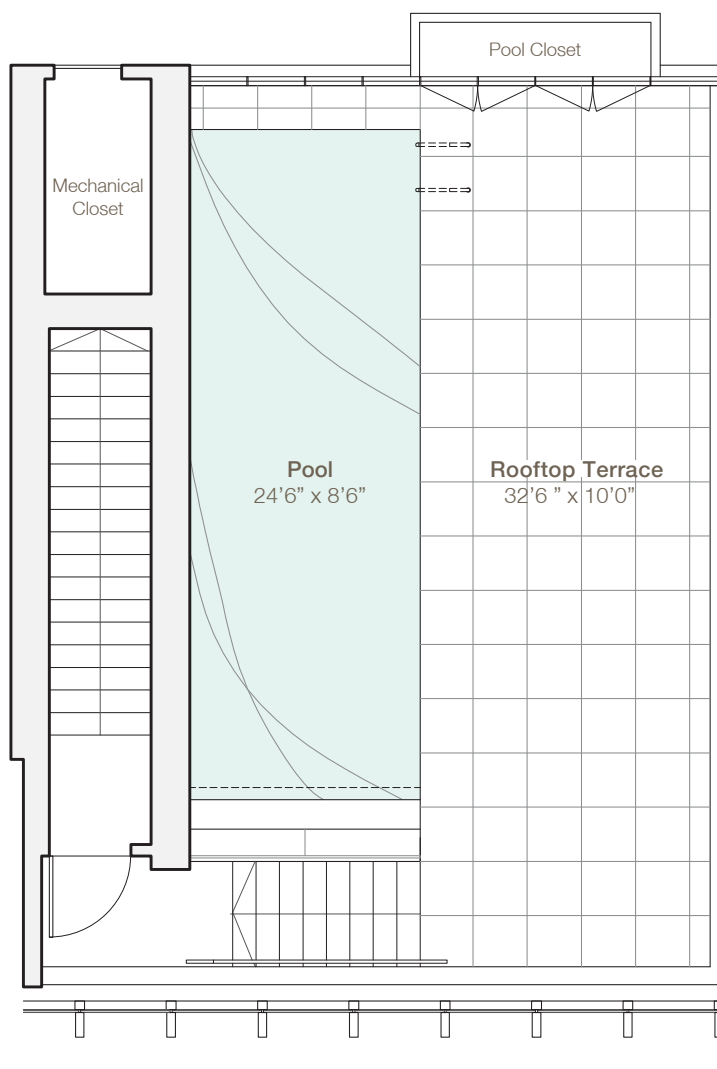 Pool Closet
Mechanical
Closet
Pool
24’6” x 8’6”
Rooftop Terrace
32’6 ” x 10’0”